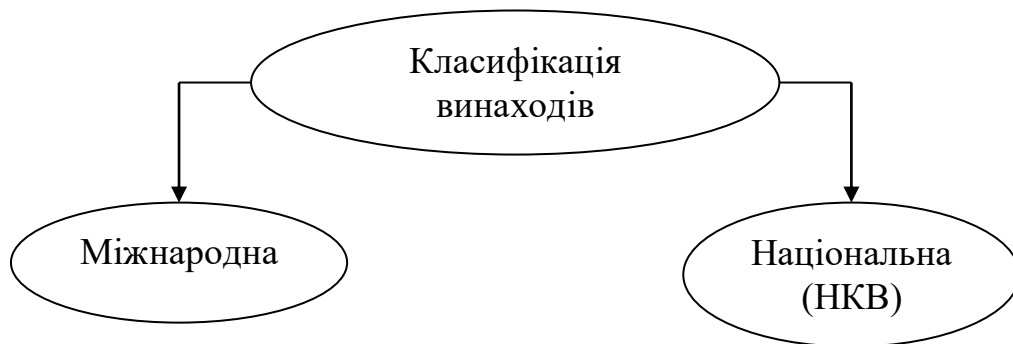 Класифікація
винаходів
Міжнародна
Національна
(НКВ)